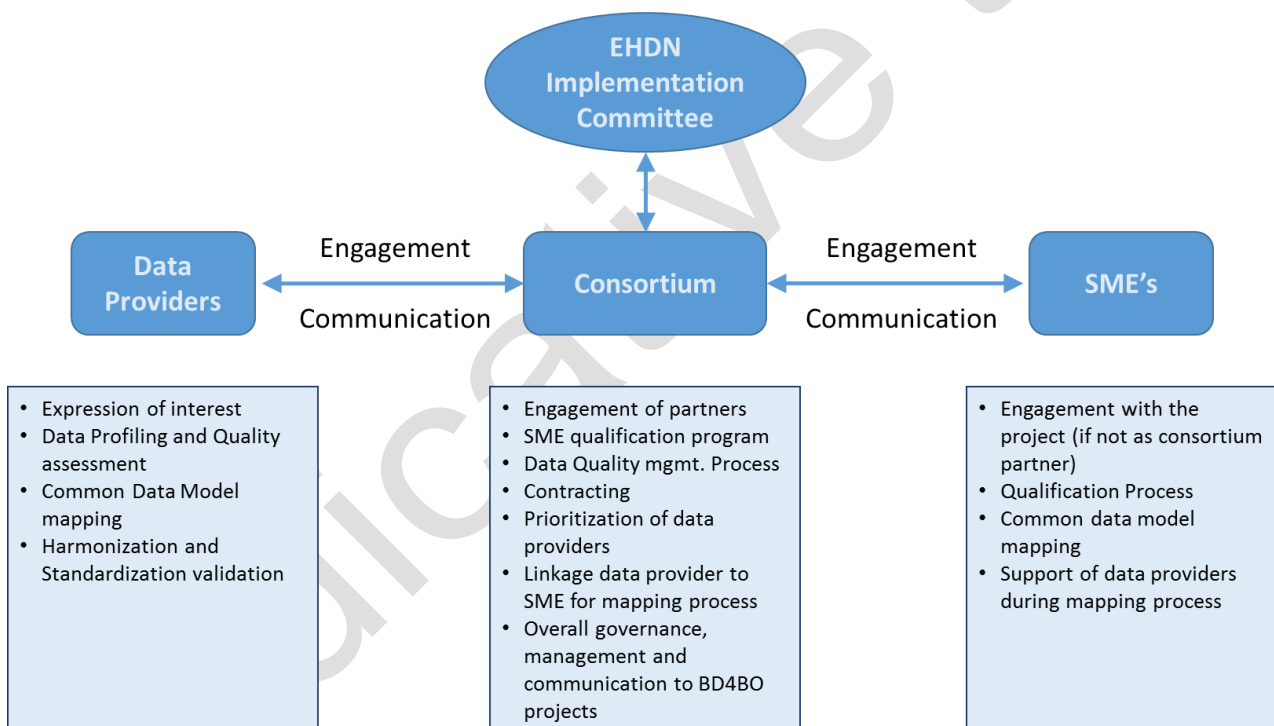 EHDN
Implementation
Committee
Data
Providers
Engagement
Communication
Consortium
Engagement
Communication
SME’s
• Expression of interest
• Data Profiling and Quality
assessment
• Common Data Model
mapping
• Harmonization and
Standardization validation
• Engagement of partners
• SME qualification program
• Data Quality mgmt. Process
• Contracting
• Prioritization of data
providers
• Linkage data provider to
SME for mapping process
• Overall governance,
management and
communication to BD4BO
projects
• Engagement with the
project (if not as consortium
partner)
• Qualification Process
• Common data model
mapping
• Support of data providers
during mapping process
dicative